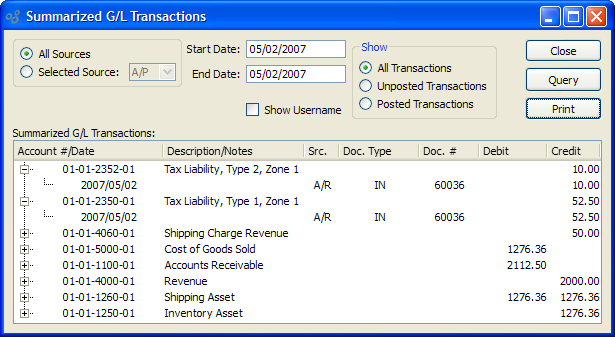 Summarized G/L Transactions
All Sources
Selected Source: A/P
Start Date: 05/02/2007
End Date: 05/02/2007
Show Username
Show
All Transactions
Unposted Transactions
Posted Transactions
Close
Query
Print
Summarized G/L Transactions:
Account #/Date Description/Notes Src. Doc. Type Doc. # Debit Credit
01-01-2352-01 Tax Liability, Type 2, Zone 1 10.00
2007/05/02 A/R IN 60036 10.00
01-01-2350-01 Tax Liability, Type 1, Zone 1 52.50
2007/05/02 A/R IN 60036 52.50
01-01-4060-01 Shipping Charge Revenue 50.00
01-01-5000-01 Cost of Goods Sold 1276.36
01-01-1100-01 Accounts Receivable 2112.50
01-01-4000-01 Revenue 2000.00
01-01-1260-01 Shipping Asset 1276.36 1276.36
01-01-1250-01 Inventory Asset 1276.36